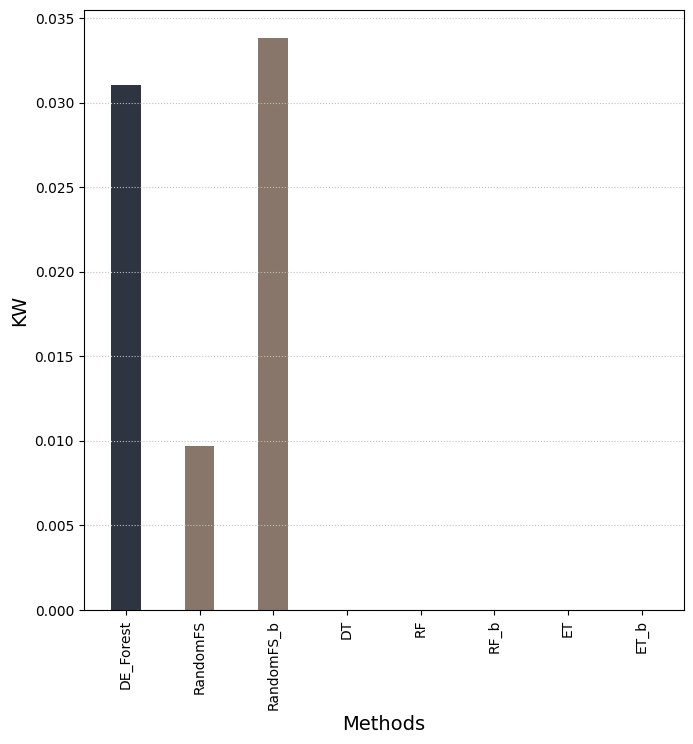 0.035
0.030
0.025
0.020
0.015
0.010
0.005
0.000
KW
DE_Forest
RandomFS
RandomFS_b
DT
RF
RF_b
ET
ET_b
Methods